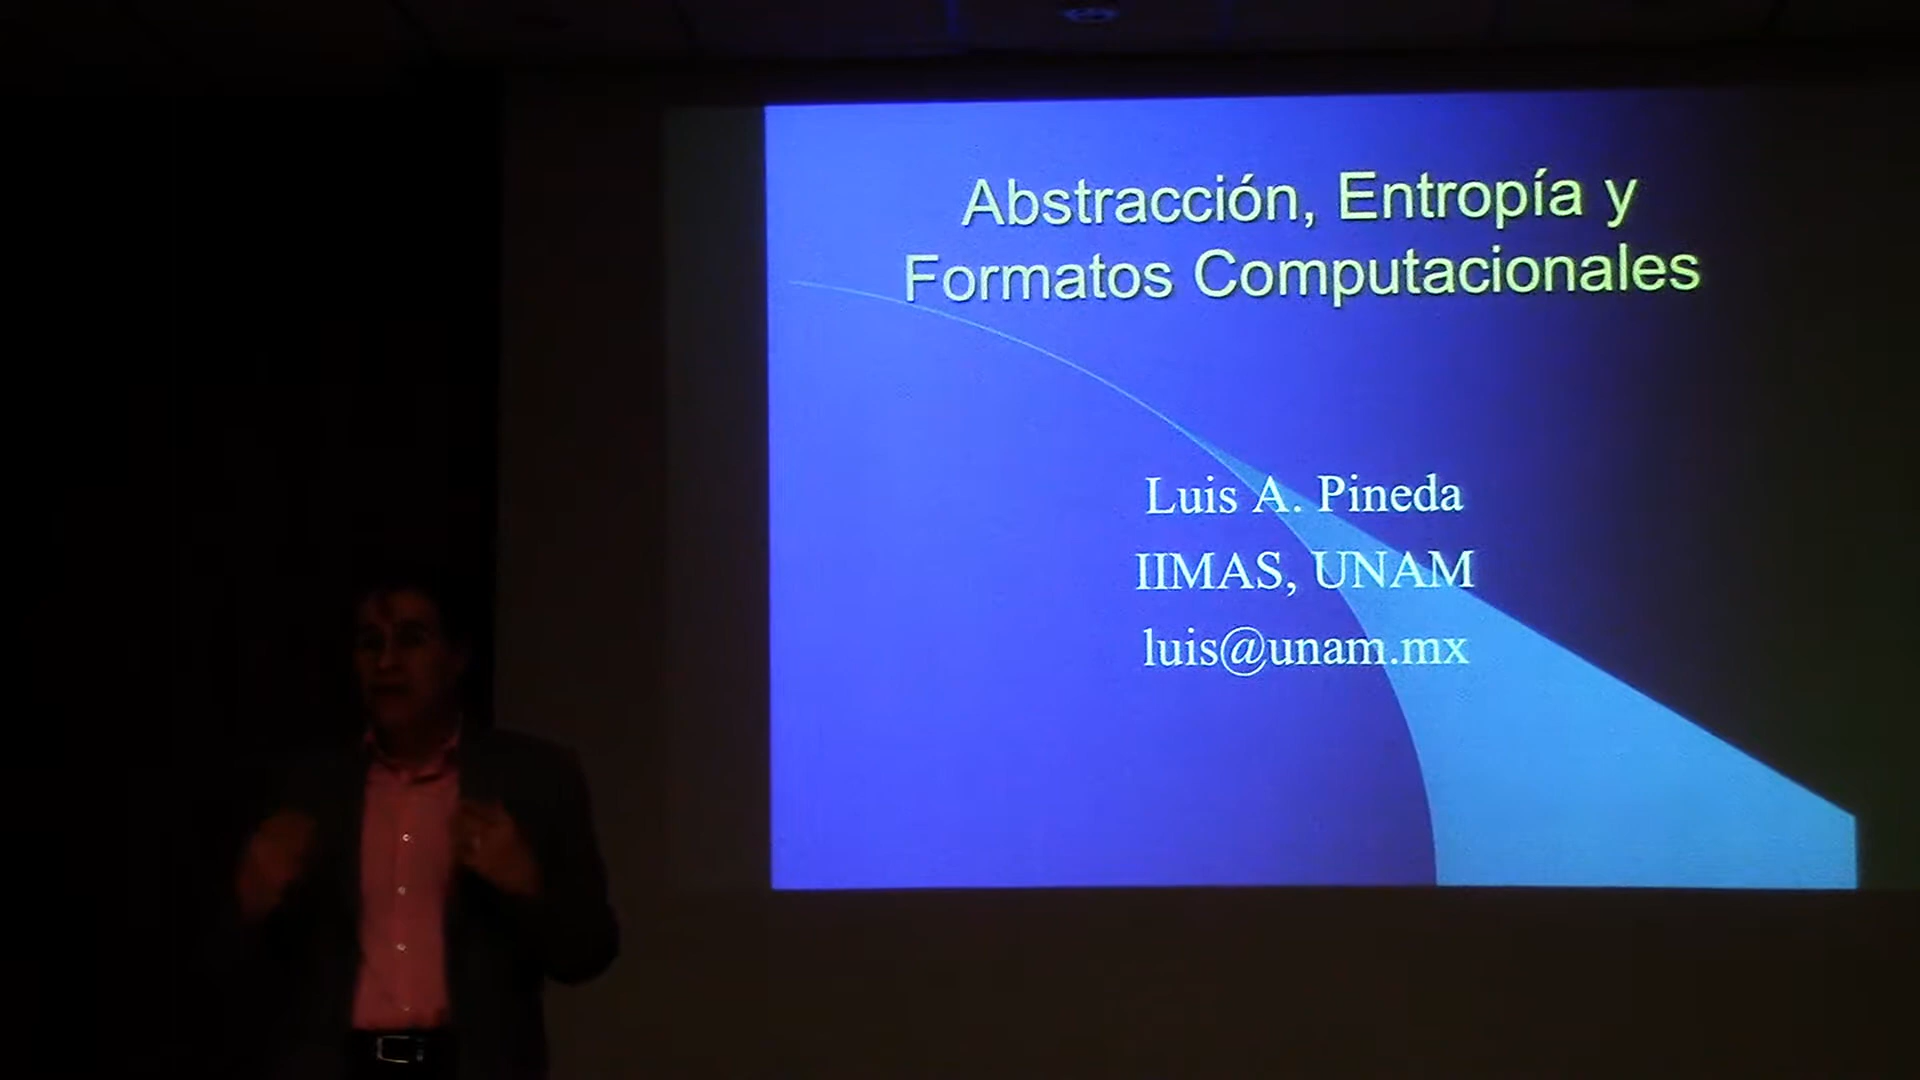 Abstracción, Entropía y
Formatos Computacionales
Luis A. Pineda
IIMAS, UNAM
luis@unam.mx